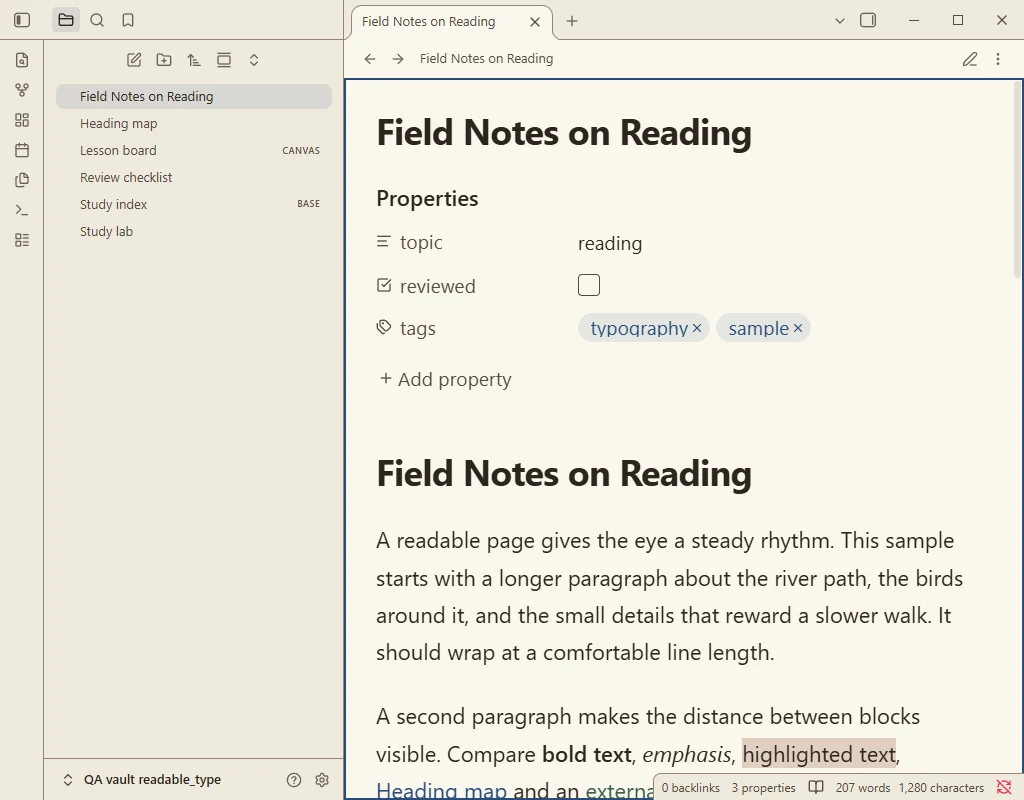 Field Notes on Reading
Field Notes on Reading
Field Notes on Reading
Heading map
Lesson board CANVAS
Review checklist
Study index BASE
Study lab
QA vault readable_type
Field Notes on Reading
Properties
topic reading
reviewed
tags typography × sample ×
+ Add property
Field Notes on Reading
A readable page gives the eye a steady rhythm. This sample
starts with a longer paragraph about the river path, the birds
around it, and the small details that reward a slower walk. It
should wrap at a comfortable line length.
A second paragraph makes the distance between blocks
visible. Compare bold text, emphasis, highlighted text,
Heading map and an
0 backlinks 3 properties 207 words 1,280 characters